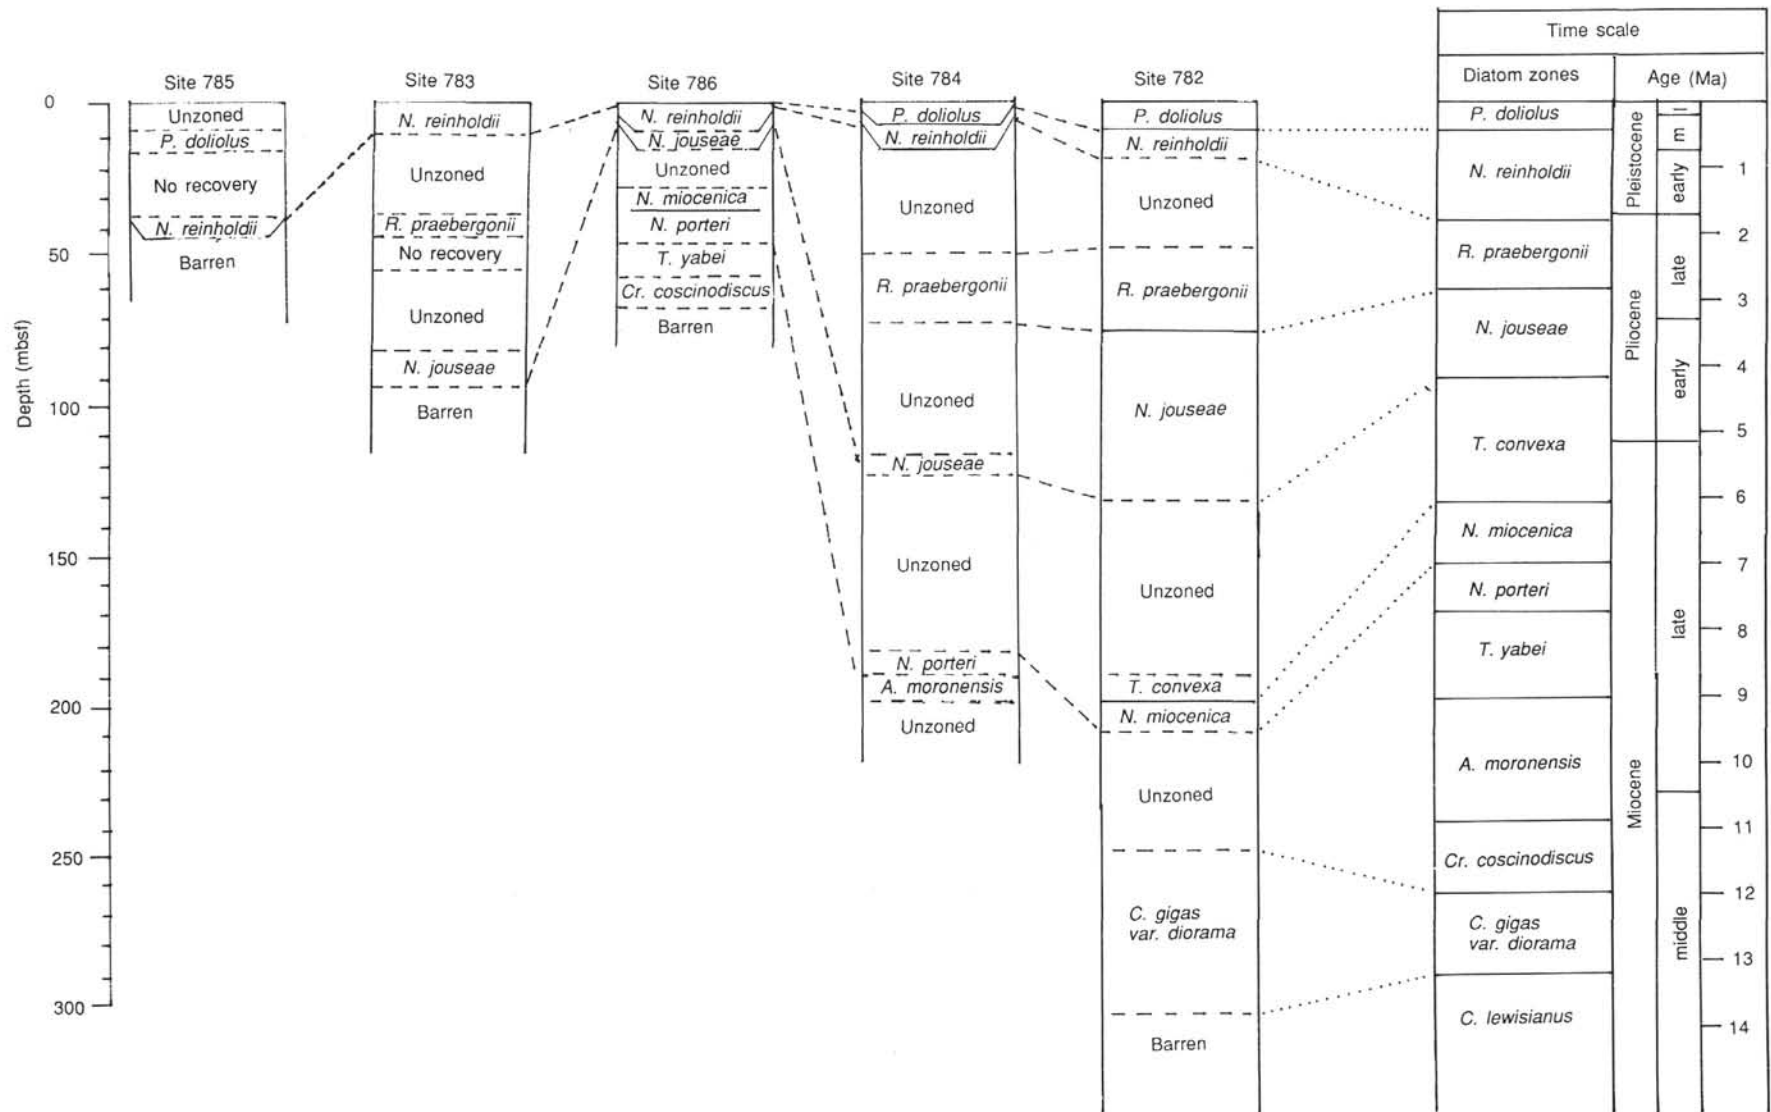 Time scale
Site 785
Site 783
Site 786
Site 784
Site 782
Diatom zones
Age (Ma)
Depth (mbsf)
0
50
100
150
200
250
300
Unzoned
P. doliolus
No recovery
N. reinholdii
Barren
N. reinholdii
Unzoned
R. praebergonii
No recovery
Unzoned
N. jouseae
Barren
N. reinholdii
N. jouseae
Unzoned
N. miocenica
N. porteri
T. yabei
Cr. coscinodiscus
Barren
P. doliolus
N. reinholdii
Unzoned
R. praebergonii
Unzoned
N. jouseae
Unzoned
N. porteri
A. moronensis
Unzoned
P. doliolus
N. reinholdii
Unzoned
R. praebergonii
N. jouseae
Unzoned
T. convexa
N. miocenica
Unzoned
C. gigas
var. diorama
Barren
P. doliolus
N. reinholdii
R. praebergonii
N. jouseae
T. convexa
N. miocenica
N. porteri
T. yabei
A. moronensis
Cr. coscinodiscus
C. gigas
var. diorama
C. lewisianus
Pleistocene
Pliocene
Miocene
l
m
early
late
early
late
middle
1
2
3
4
5
6
7
8
9
10
11
12
13
14